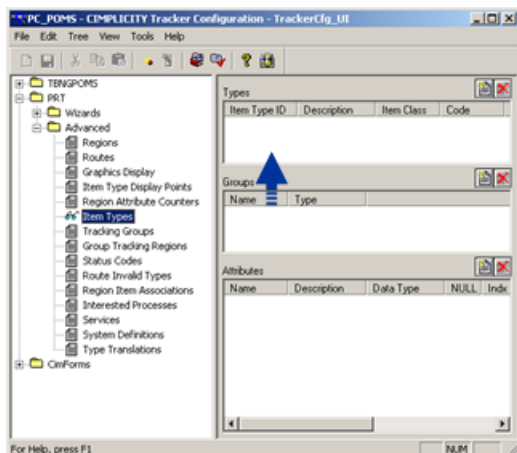 PC_POMS - CIMPLICITY Tracker Configuration - TrackerCfg_UI
File Edit Tree View Tools Help
TBNGPOMS
PRT
Wizards
Advanced
Regions
Routes
Graphics Display
Item Type Display Points
Region Attribute Counters
Item Types
Tracking Groups
Group Tracking Regions
Status Codes
Route Invalid Types
Region Item Associations
Interested Processes
Services
System Definitions
Type Translations
CimForms
Types
Item Type ID Description Item Class Code
Groups
Name Type
Attributes
Name Description Data Type NULL Inde
For Help, press F1
NUM